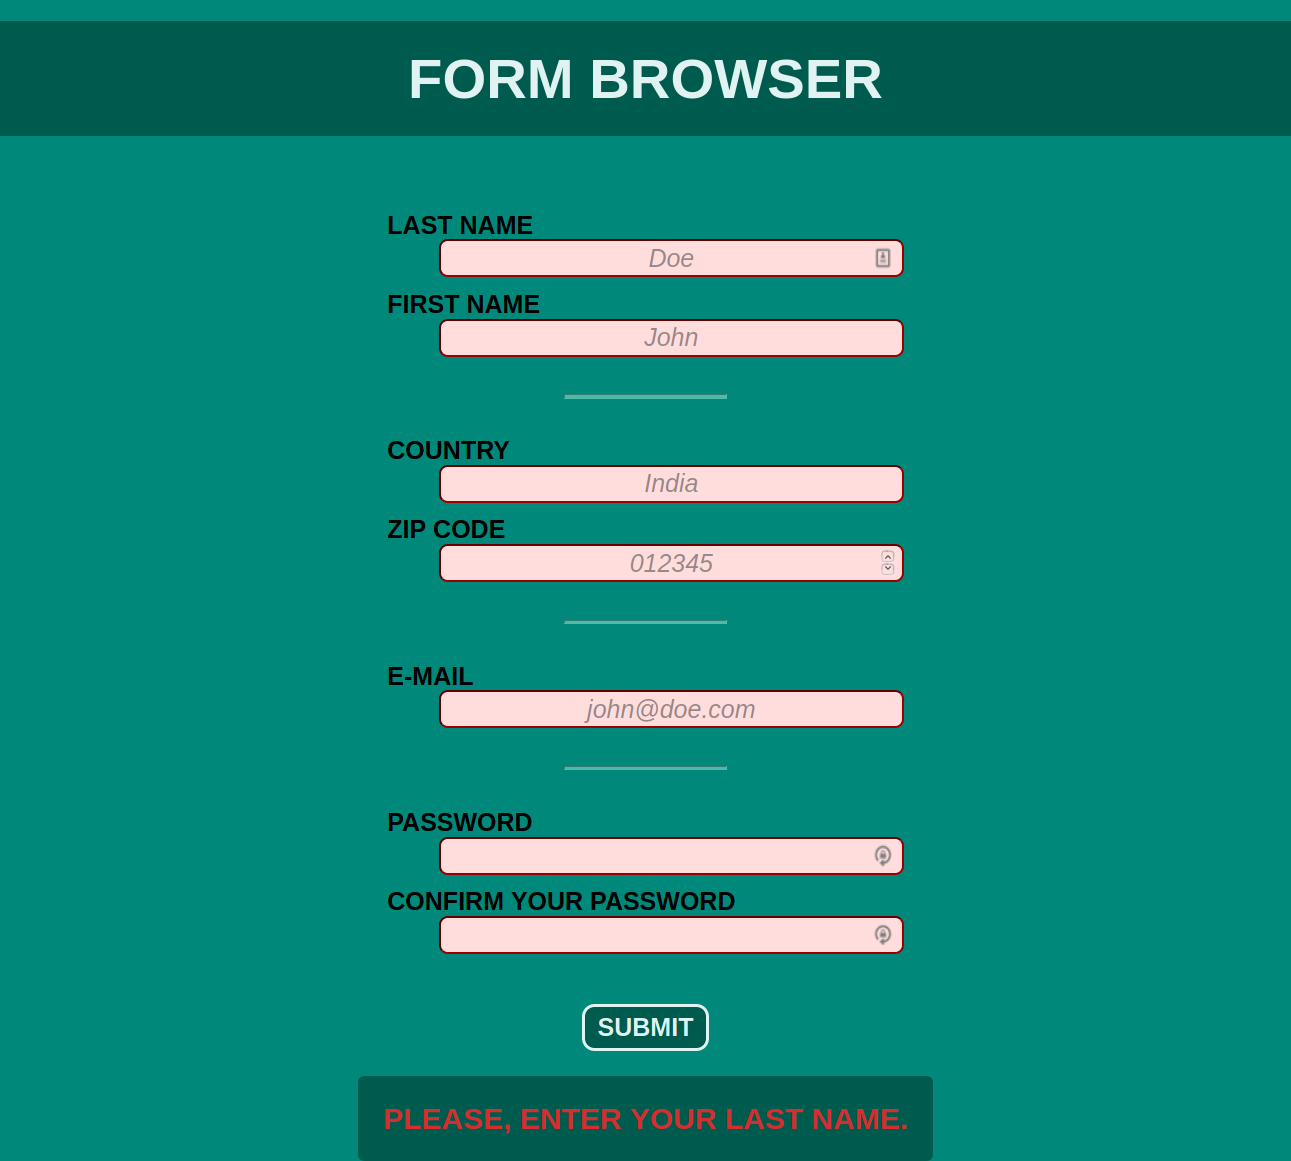 FORM BROWSER
LAST NAME
Doe
FIRST NAME
John
COUNTRY
India
ZIP CODE
012345
E-MAIL
john@doe.com
PASSWORD
CONFIRM YOUR PASSWORD
SUBMIT
PLEASE, ENTER YOUR LAST NAME.